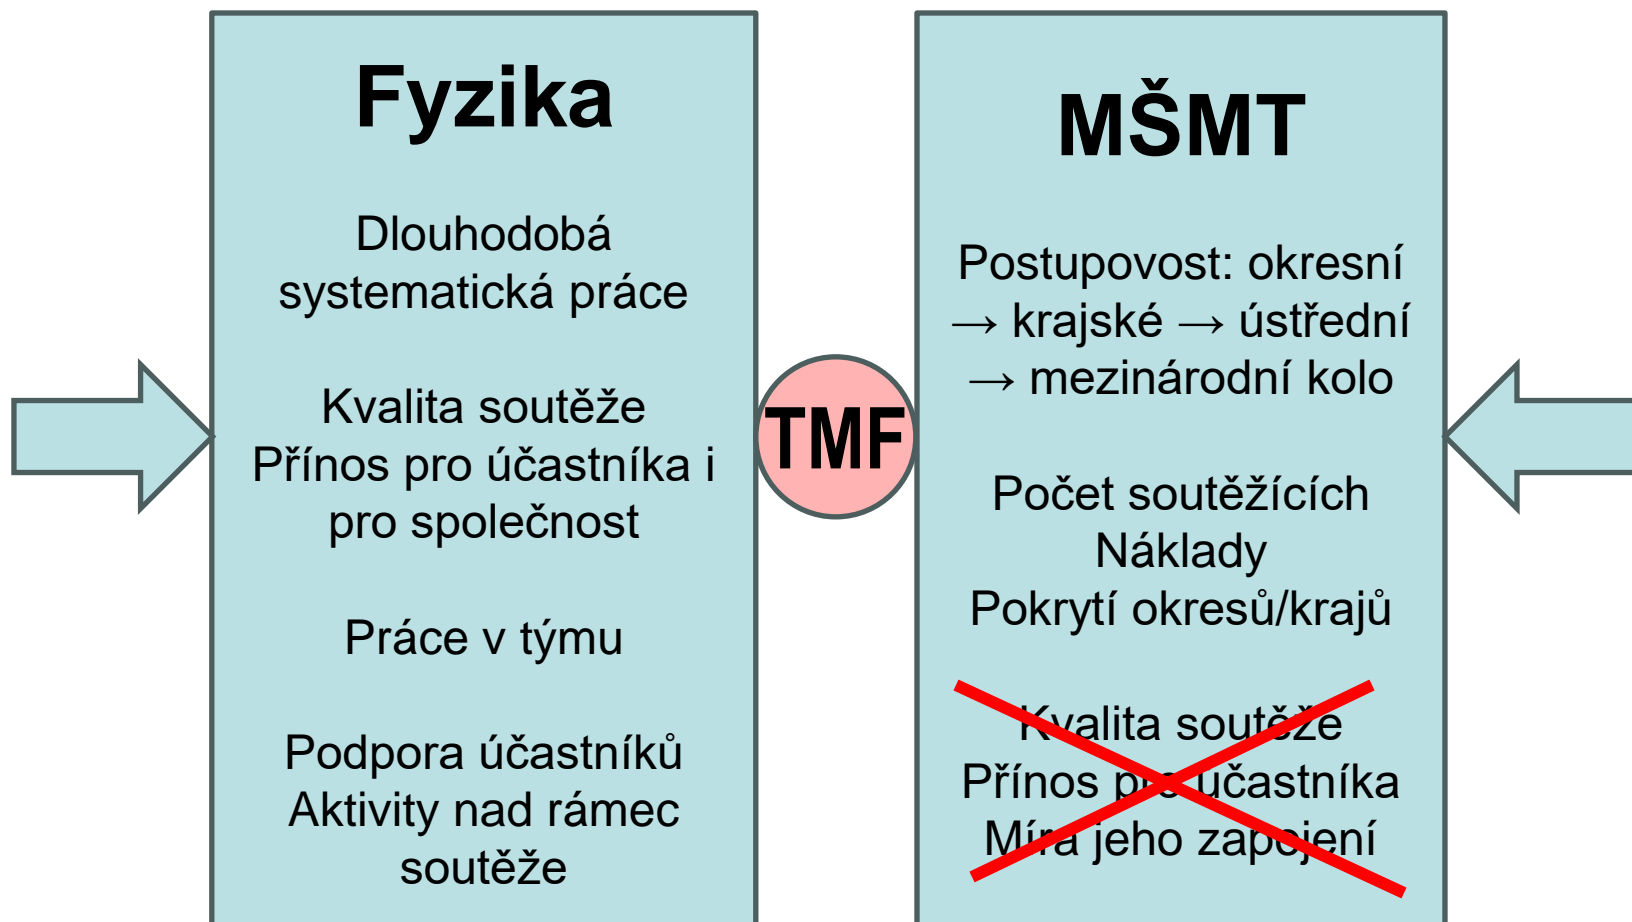 Fyzika
Dlouhodobá
systematická práce
Kvalita soutěže
Přínos pro účastníka i
pro společnost
Práce v týmu
Podpora účastníků
Aktivity nad rámec
soutěže
TMF
MŠMT
Postupovost: okresní
→ krajské → ústřední
→ mezinárodní kolo
Počet soutěžících
Náklady
Pokrytí okresů/krajů
Kvalita soutěže
Přínos pro účastníka
Míra jeho zapojení